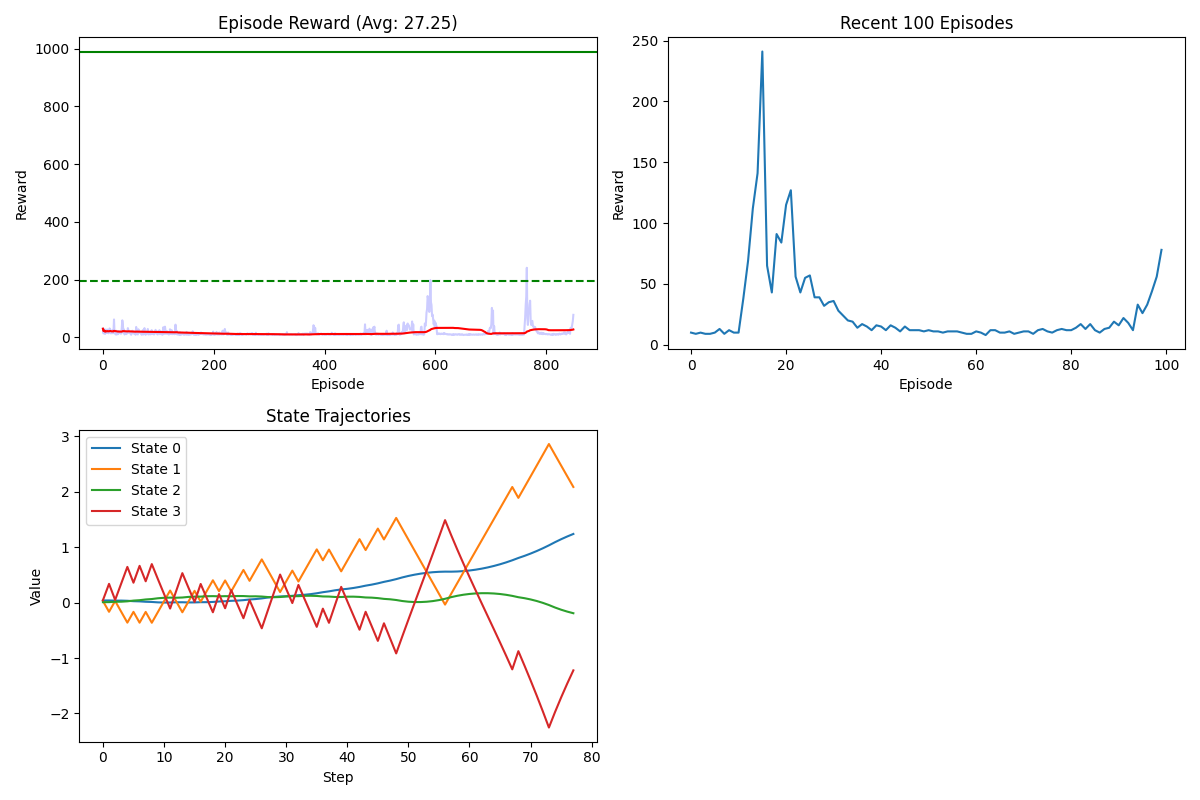 Episode Reward (Avg: 27.25)
1000
800
600
400
200
0
Reward
0 200 400 600 800
Episode
Recent 100 Episodes
250
200
150
100
50
0
Reward
0 20 40 60 80 100
Episode
State Trajectories
3
2
1
0
−1
−2
Value
State 0
State 1
State 2
State 3
0 10 20 30 40 50 60 70 80
Step